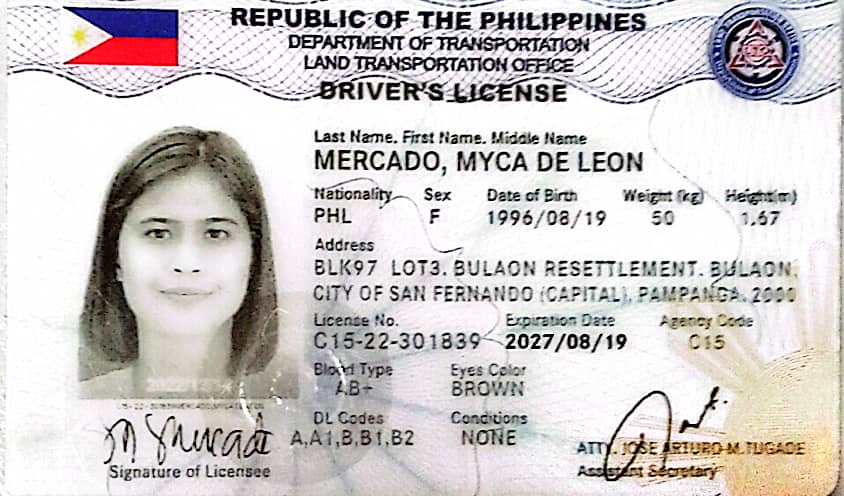 REPUBLIC OF THE PHILIPPINES
DEPARTMENT OF TRANSPORTATION
LAND TRANSPORTATION OFFICE
DRIVER'S LICENSE
Last Name. First Name. Middle Name
MERCADO, MYCA DE LEON
Nationality Sex Date of Birth Weight (kg) Height(m)
PHL F 1996/08/19 50 1.67
Address
BLK97 LOT3. BULAON RESETTLEMENT. BULAON,
CITY OF SAN FERNANDO (CAPITAL), PAMPANGA. 2000
License No. Expiration Date Agency Code
C15-22-301839 2027/08/19 C15
Blood Type Eyes Color
AB+ BROWN
DL Codes Conditions
A,A1,B,B1,B2 NONE
Signature of Licensee
ATTY. JOSE ARTURO M. TUGADE
Assistant Secretary